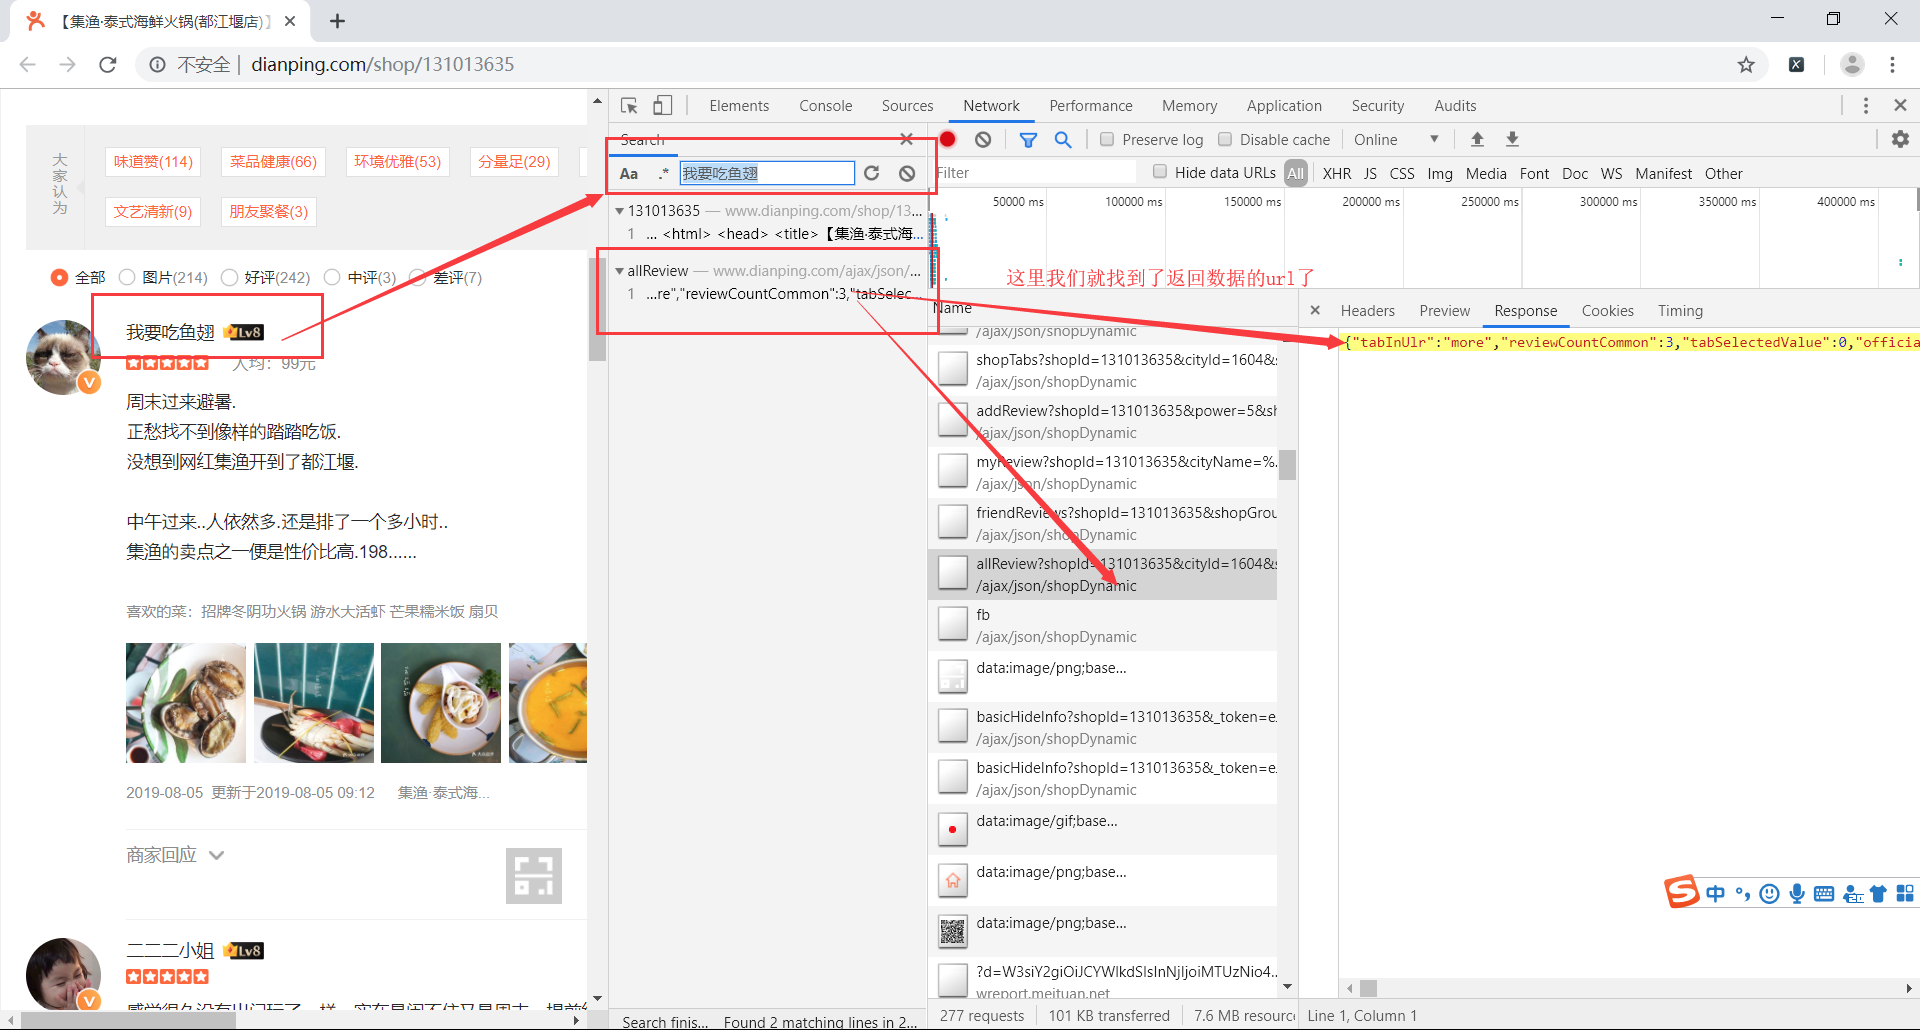 【集渔·泰式海鲜火锅(都江堰店)】
不安全 | dianping.com/shop/131013635
大家认为
味道赞(114)
菜品健康(66)
环境优雅(53)
分量足(29)
文艺清新(9)
朋友聚餐(3)
全部 图片(214) 好评(242) 中评(3) 差评(7)
我要吃鱼翅 Lv8
人均：99元
周末过来避暑.
正愁找不到像样的踏踏吃饭.
没想到网红集渔开到了都江堰.
中午过来..人依然多.还是排了一个多小时..
集渔的卖点之一便是性价比高.198......
喜欢的菜：招牌冬阴功火锅 游水大活虾 芒果糯米饭 扇贝
2019-08-05 更新于2019-08-05 09:12 集渔·泰式海...
商家回应
二二二小姐 Lv8
Elements Console Sources Network Performance Memory Application Security Audits
Search
Aa .* 我要吃鱼翅
131013635 — www.dianping.com/shop/13...
1 ... <html> <head> <title>【集渔·泰式海...
allReview — www.dianping.com/ajax/json/...
1 ...re","reviewCountCommon":3,"tabSelec...
Search finis... Found 2 matching lines in 2...
Preserve log Disable cache Online
Filter Hide data URLs All XHR JS CSS Img Media Font Doc WS Manifest Other
50000 ms 100000 ms 150000 ms 200000 ms 250000 ms 300000 ms 350000 ms 400000 ms
这里我们就找到了返回数据的url了
Name
/ajax/json/shopDynamic
shopTabs?shopId=131013635&cityId=1604&s
/ajax/json/shopDynamic
addReview?shopId=131013635&power=5&sh
/ajax/json/shopDynamic
myReview?shopId=131013635&cityName=%.
/ajax/json/shopDynamic
friendReviews?shopId=131013635&shopGrou
/ajax/json/shopDynamic
allReview?shopId=131013635&cityId=1604&s
/ajax/json/shopDynamic
fb
/ajax/json/shopDynamic
data:image/png;base...
basicHideInfo?shopId=131013635&_token=e.
/ajax/json/shopDynamic
basicHideInfo?shopId=131013635&_token=e.
/ajax/json/shopDynamic
data:image/gif;base...
data:image/png;base...
data:image/png;base...
?d=W3siY2giOiJCYWlkdSIsInNjIjoiMTUzNio4..
wreport.meituan.net
277 requests 101 KB transferred 7.6 MB resourc
Headers Preview Response Cookies Timing
{"tabInUlr":"more","reviewCountCommon":3,"tabSelectedValue":0,"officia
中
Line 1, Column 1